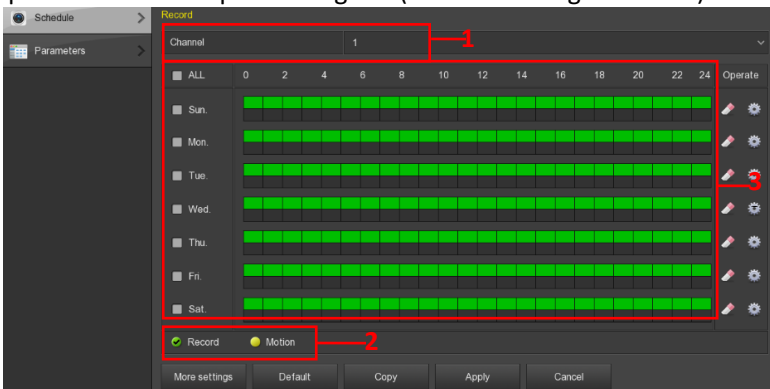 Schedule
Parameters
Record
Channel 1
1
ALL 0 2 4 6 8 10 12 14 16 18 20 22 24 Operate
Sun.
Mon.
Tue.
3
Wed.
Thu.
Fri.
Sat.
Record Motion 2
More settings Default Copy Apply Cancel